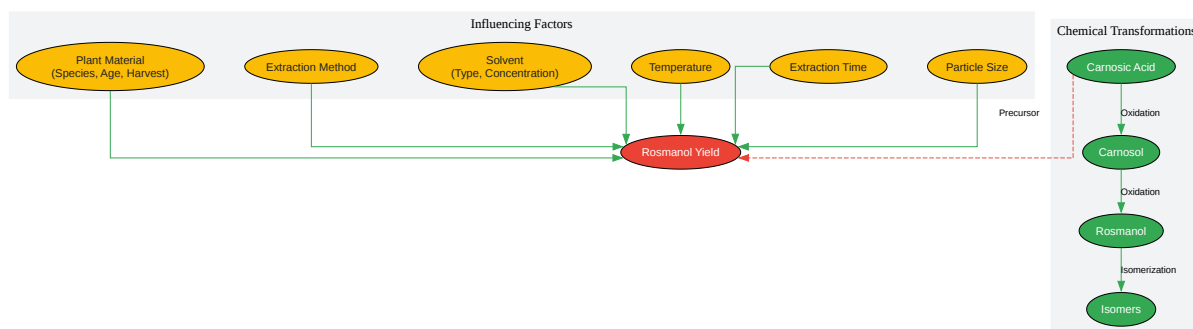 Influencing Factors
Chemical Transformations
Plant Material
(Species, Age, Harvest)
Extraction Method
Solvent
(Type, Concentration)
Temperature
Extraction Time
Particle Size
Carnosic Acid
Precursor
Oxidation
Rosmanol Yield
Carnosol
Oxidation
Rosmanol
Isomerization
Isomers